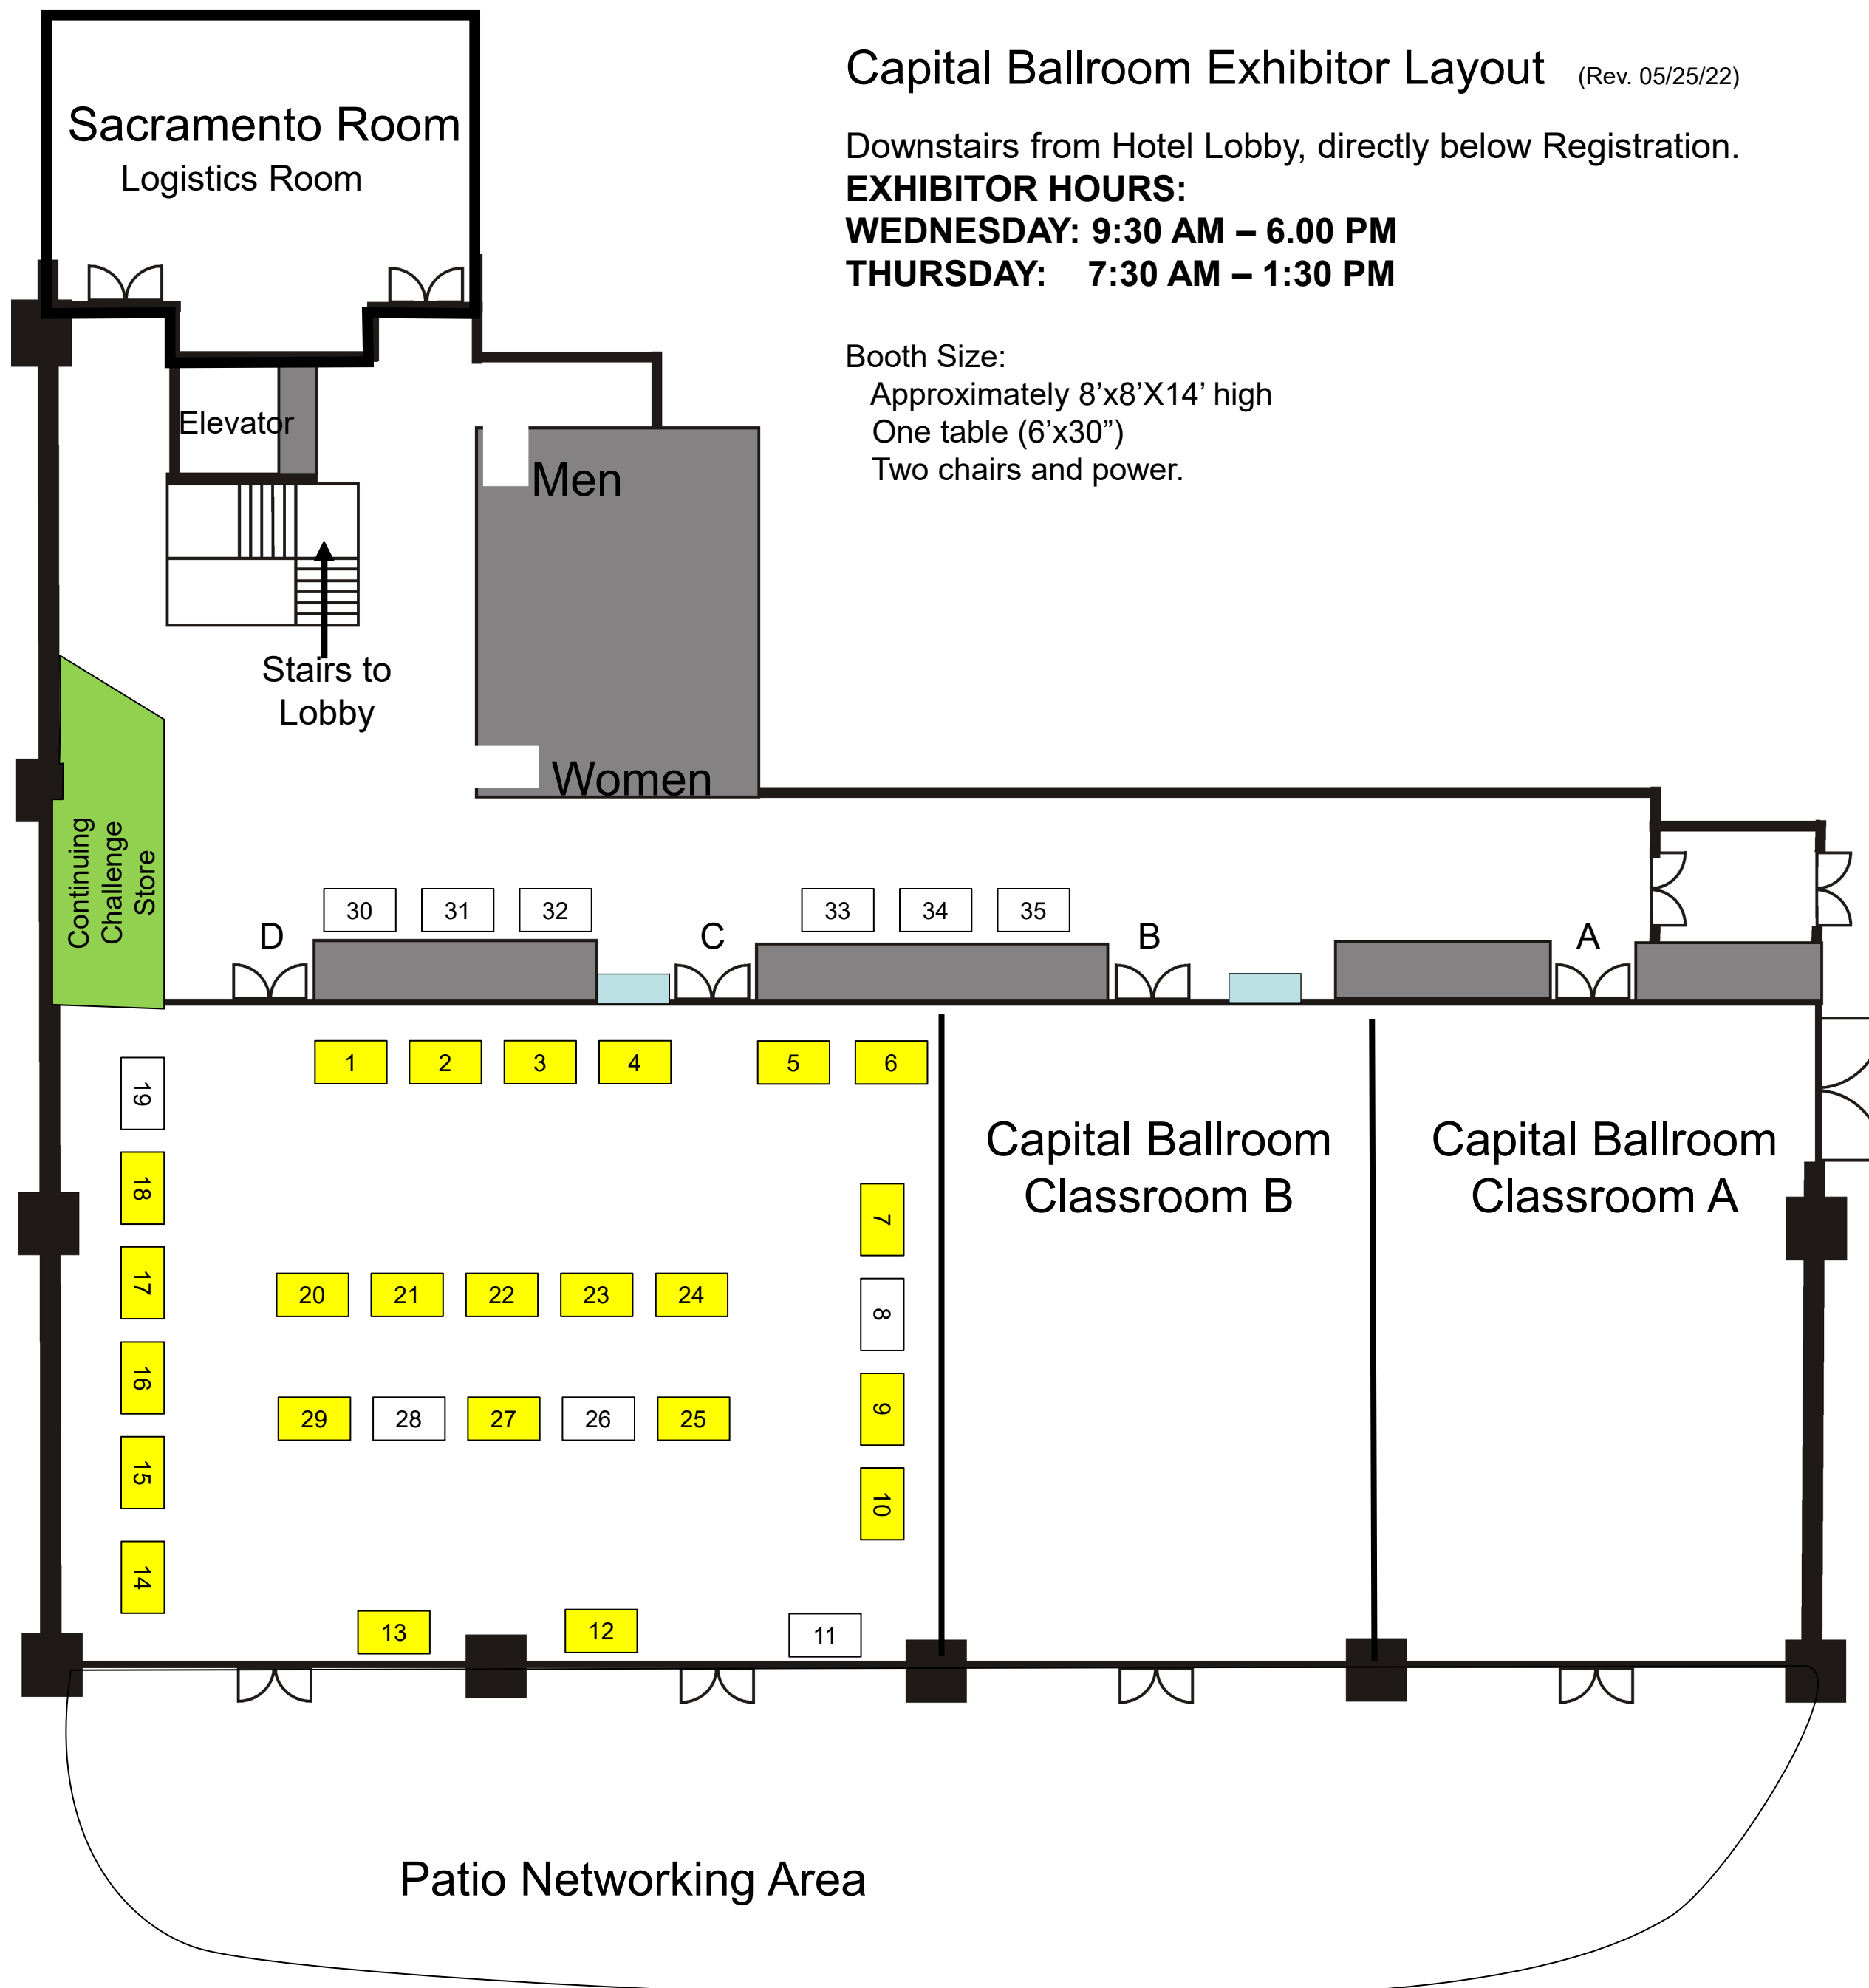 Capital Ballroom Exhibitor Layout (Rev. 05/25/22)
Downstairs from Hotel Lobby, directly below Registration.
EXHIBITOR HOURS:
WEDNESDAY: 9:30 AM – 6.00 PM
THURSDAY: 7:30 AM – 1:30 PM
Booth Size:
Approximately 8’x8’X14’ high
One table (6’x30”)
Two chairs and power.
Sacramento Room
Logistics Room
Elevator
Men
Stairs to
Lobby
Women
Continuing
Challenge
Store
30 31 32 33 34 35
D C B A
1 2 3 4 5 6
19
18
17
16
15
14
7
8
9
10
20 21 22 23 24
29 28 27 26 25
13 12 11
Capital Ballroom
Classroom B
Capital Ballroom
Classroom A
Patio Networking Area